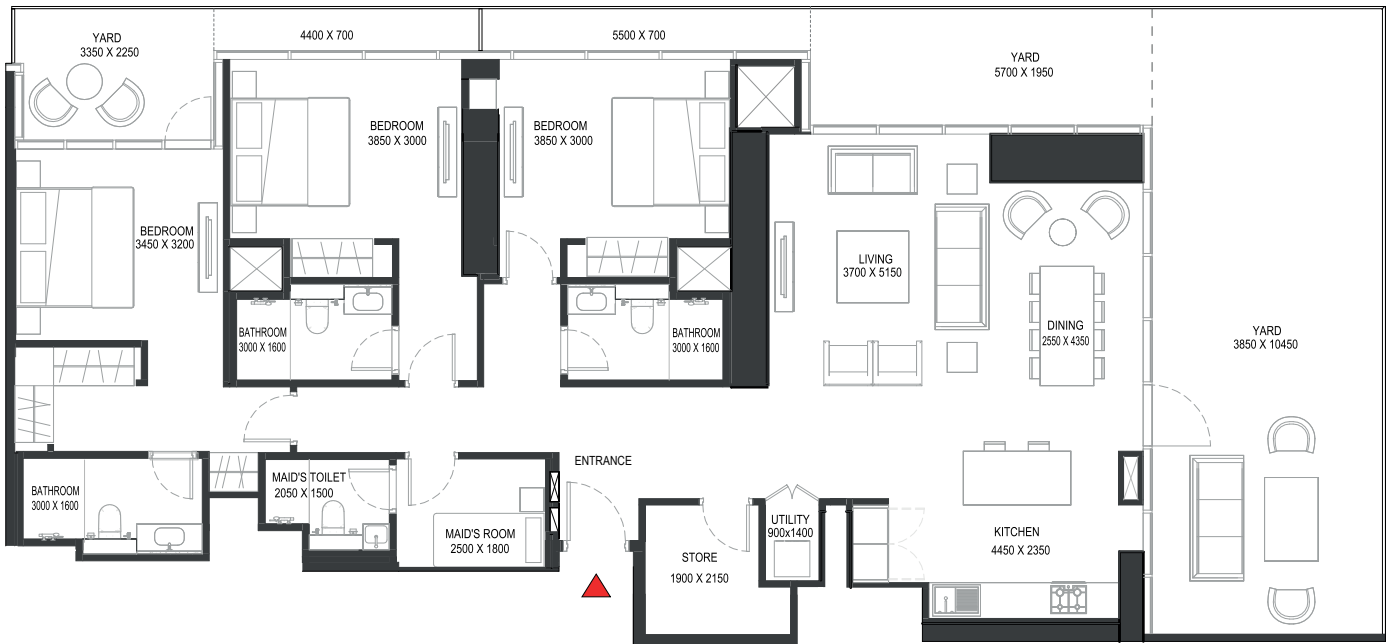 YARD
3350 X 2250
4400 X 700
5500 X 700
YARD
5700 X 1950
BEDROOM
3850 X 3000
BEDROOM
3850 X 3000
BEDROOM
3450 X 3200
LIVING
3700 X 5150
BATHROOM
3000 X 1600
BATHROOM
3000 X 1600
DINING
2550 X 4350
YARD
3850 X 10450
ENTRANCE
BATHROOM
3000 X 1600
MAID'S TOILET
2050 X 1500
MAID'S ROOM
2500 X 1800
STORE
1900 X 2150
UTILITY
900x1400
KITCHEN
4450 X 2350